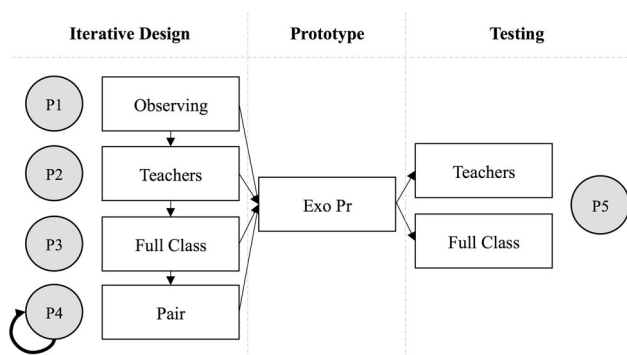 Iterative Design
Prototype
Testing
P1
Observing
P2
Teachers
P3
Full Class
P4
Pair
Exo Pr
Teachers
Full Class
P5